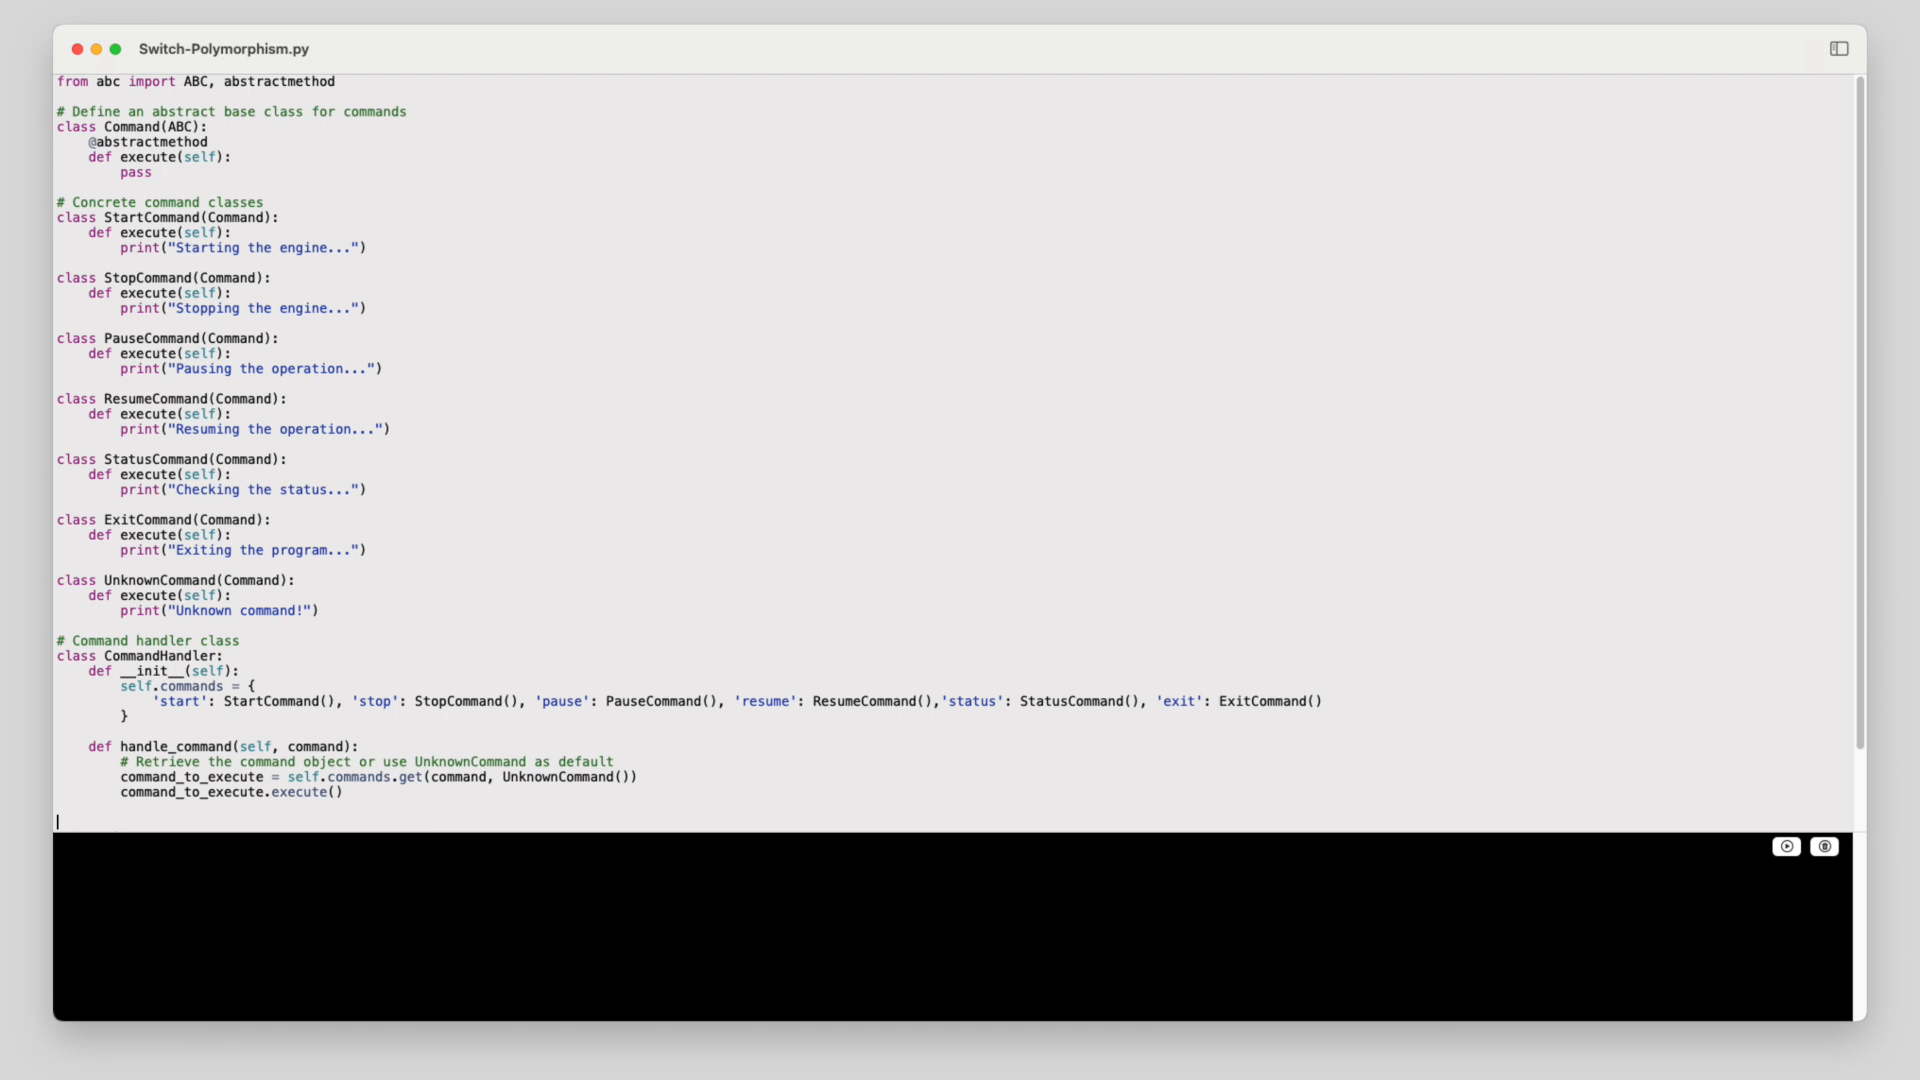 Switch-Polymorphism.py
from abc import ABC, abstractmethod
# Define an abstract base class for commands
class Command(ABC):
    @abstractmethod
    def execute(self):
        pass
# Concrete command classes
class StartCommand(Command):
    def execute(self):
        print("Starting the engine...")
class StopCommand(Command):
    def execute(self):
        print("Stopping the engine...")
class PauseCommand(Command):
    def execute(self):
        print("Pausing the operation...")
class ResumeCommand(Command):
    def execute(self):
        print("Resuming the operation...")
class StatusCommand(Command):
    def execute(self):
        print("Checking the status...")
class ExitCommand(Command):
    def execute(self):
        print("Exiting the program...")
class UnknownCommand(Command):
    def execute(self):
        print("Unknown command!")
# Command handler class
class CommandHandler:
    def __init__(self):
        self.commands = {
            'start': StartCommand(), 'stop': StopCommand(), 'pause': PauseCommand(), 'resume': ResumeCommand(),'status': StatusCommand(), 'exit': ExitCommand()
        }
    def handle_command(self, command):
        # Retrieve the command object or use UnknownCommand as default
        command_to_execute = self.commands.get(command, UnknownCommand())
        command_to_execute.execute()